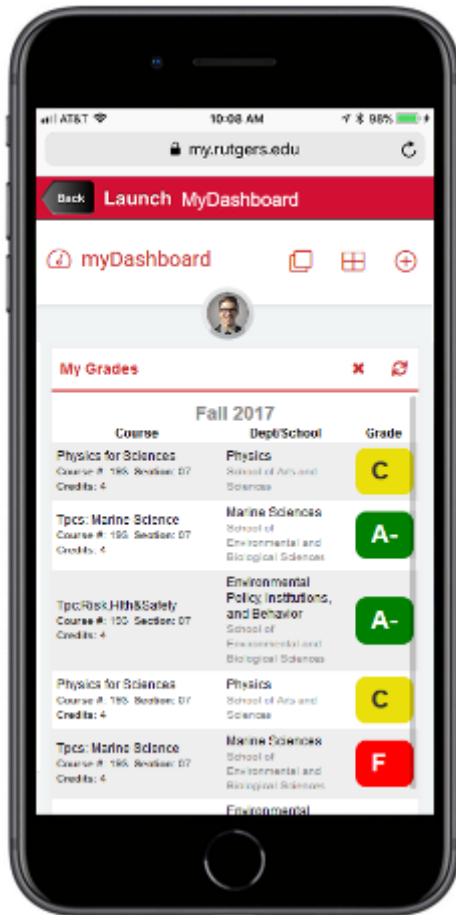 AT&T 10:08 AM 98%
my.rutgers.edu
Back Launch MyDashboard
myDashboard
My Grades
Fall 2017
Course Dept/School Grade
Physics for Sciences
Course #: 193 Section: 07
Credits: 4
Physics
School of Arts and
Sciences
C
Tpcs: Marine Science
Course #: 193 Section: 07
Credits: 4
Marine Sciences
School of
Environmental and
Biological Sciences
A-
Tpc:Risk,Hlth&Safety
Course #: 193 Section: 07
Credits: 4
Environmental
Policy, Institutions,
and Behavior
School of
Environmental and
Biological Sciences
A-
Physics for Sciences
Course #: 193 Section: 07
Credits: 4
Physics
School of Arts and
Sciences
C
Tpcs: Marine Science
Course #: 193 Section: 07
Credits: 4
Marine Sciences
School of
Environmental and
Biological Sciences
F
Environmental